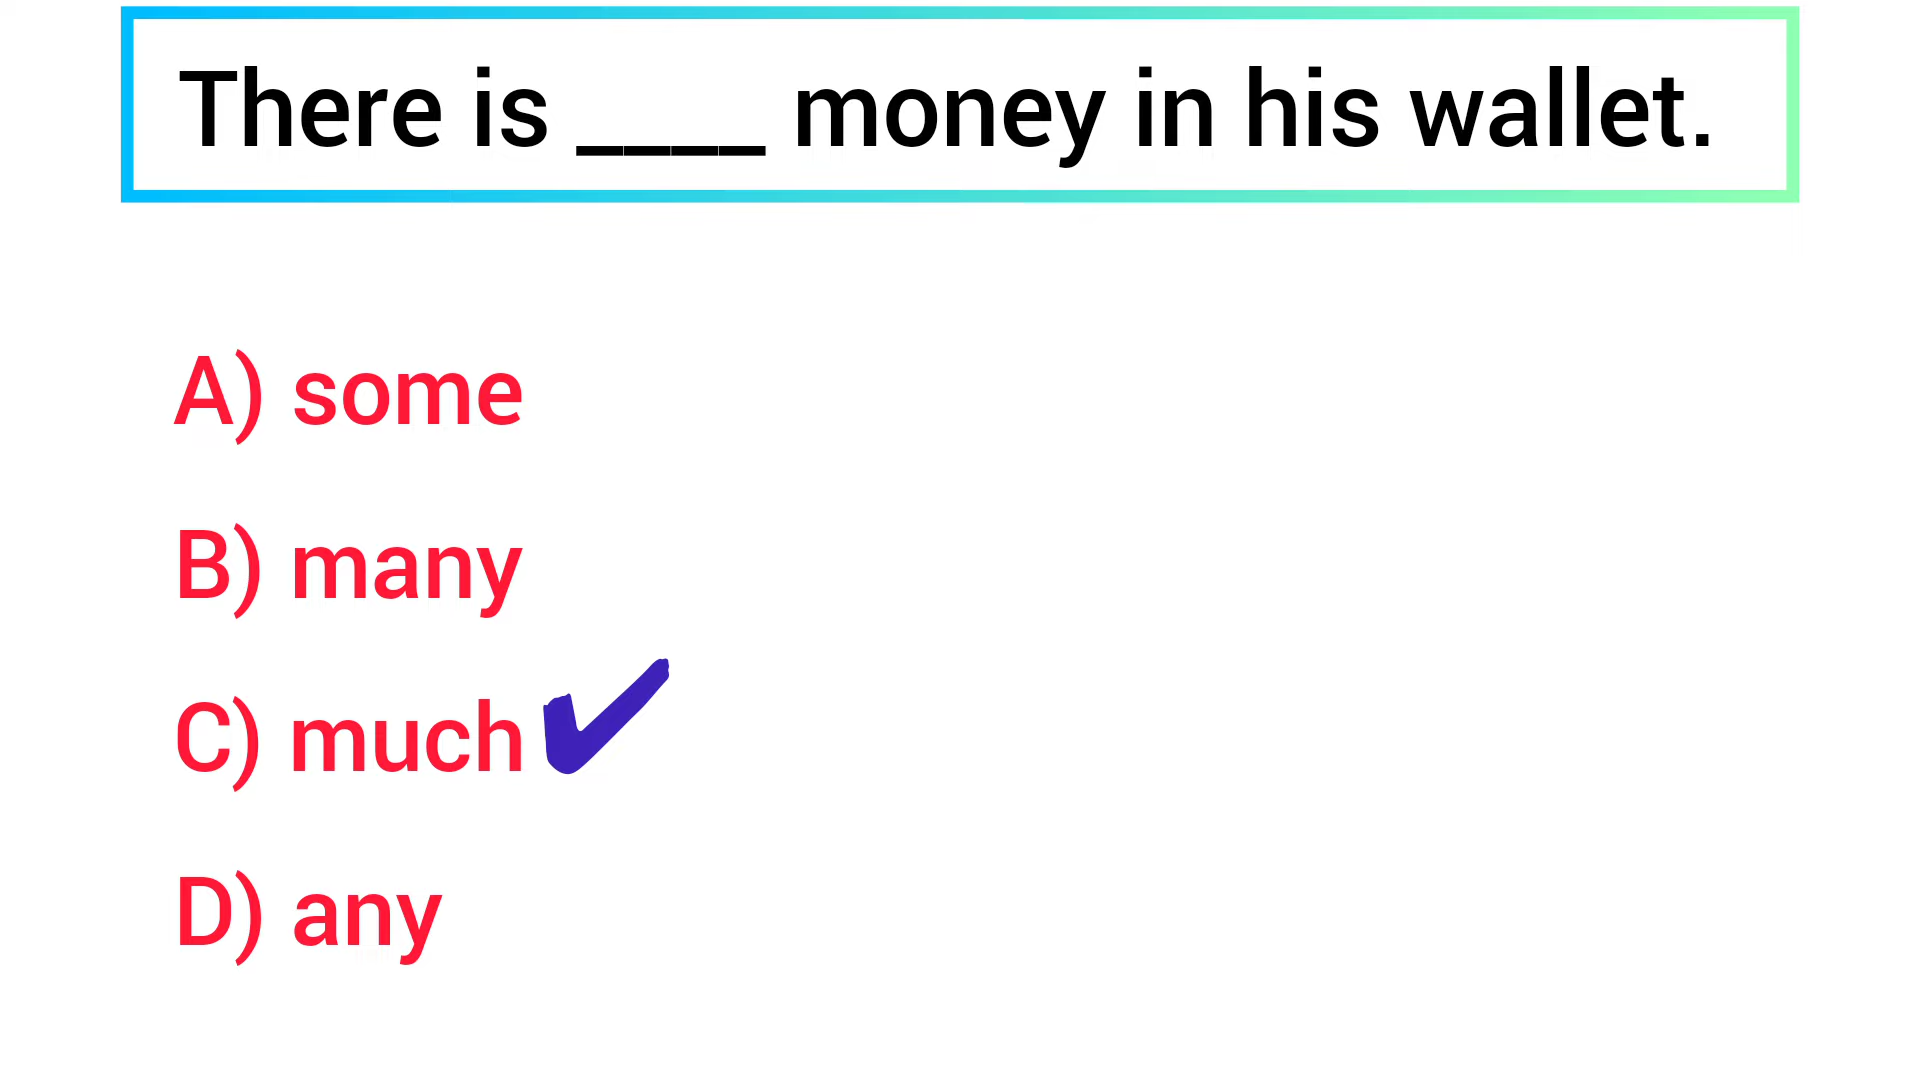 There is ____ money in his wallet.
A) some
B) many
C) much
D) any